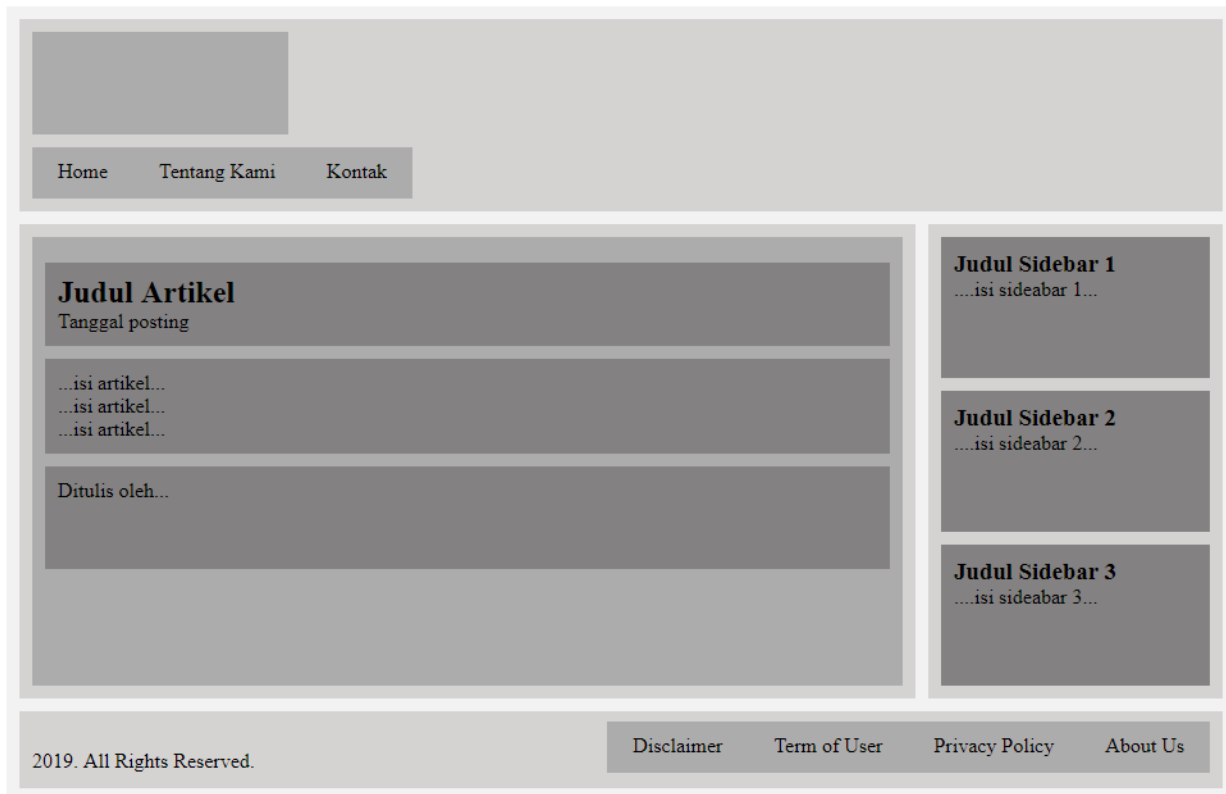 Home Tentang Kami Kontak
Judul Artikel
Tanggal posting
...isi artikel...
...isi artikel...
...isi artikel...
Ditulis oleh...
Judul Sidebar 1
....isi sideabar 1...
Judul Sidebar 2
....isi sideabar 2...
Judul Sidebar 3
....isi sideabar 3...
2019. All Rights Reserved.
Disclaimer Term of User Privacy Policy About Us